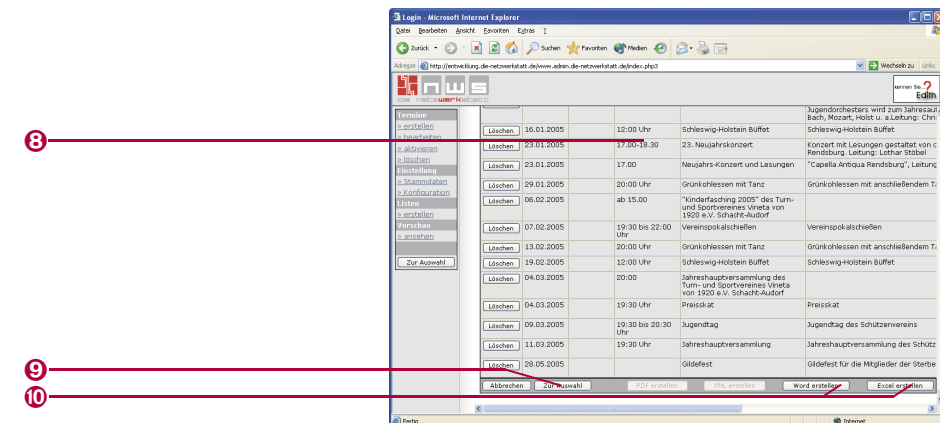 Login - Microsoft Internet Explorer
Datei Bearbeiten Ansicht Favoriten Extras ?
Zurück Suchen Favoriten Medien
Adresse http://entwicklung.die-netzwerkstatt.de/www.admin.die-netzwerkstatt.de/index.php3 Wechseln zu Links
die netzwerkstatt
kennen Sie..?
Edith
Termine
» erstellen
» bearbeiten
» aktivieren
» löschen
Einstellung
» Stammdaten
» Konfiguration
Listen
» erstellen
Vorschau
» ansehen
Zur Auswahl
Jugendorchesters wird zum Jahresaul
Bach, Mozart, Holst u. a.Leitung: Chri
Löschen 16.01.2005 12:00 Uhr Schleswig-Holstein Büffet Schleswig-Holstein Büffet
8
Löschen 23.01.2005 17.00-18.30 23. Neujahrskonzert Konzert mit Lesungen gestaltet von d
Rendsburg. Leitung: Lothar Stöbel
Löschen 23.01.2005 17.00 Neujahrs-Konzert und Lesungen "Capella Antiqua Rendsburg", Leitung
Löschen 29.01.2005 20:00 Uhr Grünkohlessen mit Tanz Grünkohlessen mit anschließendem Ta
Löschen 06.02.2005 ab 15.00 "Kinderfasching 2005" des Turn-
und Sportvereines Vineta von
1920 e.V. Schacht-Audorf
Löschen 07.02.2005 19:30 bis 22:00 Uhr Vereinspokalschießen Vereinspokalschießen
Löschen 13.02.2005 20:00 Uhr Grünkohlessen mit Tanz Grünkohlessen mit anschließendem Ta
Löschen 19.02.2005 12:00 Uhr Schleswig-Holstein Büffet Schleswig-Holstein Büffet
Löschen 04.03.2005 20:00 Jahreshauptversammlung des
Turn- und Sportvereines Vineta
von 1920 e.V. Schacht-Audorf
Löschen 04.03.2005 19:30 Uhr Preisskat Preisskat
Löschen 09.03.2005 19:30 bis 20:30 Uhr Jugendtag Jugendtag des Schützenvereins
Löschen 11.03.2005 19:30 Uhr Jahreshauptversammlung Jahreshauptversammlung des Schütz
Löschen 28.05.2005 Gildefest Gildefest für die Mitglieder der Sterbe
9
10
Abbrechen Zur Auswahl PDF erstellen XML erstellen Word erstellen Excel erstellen
Fertig Internet